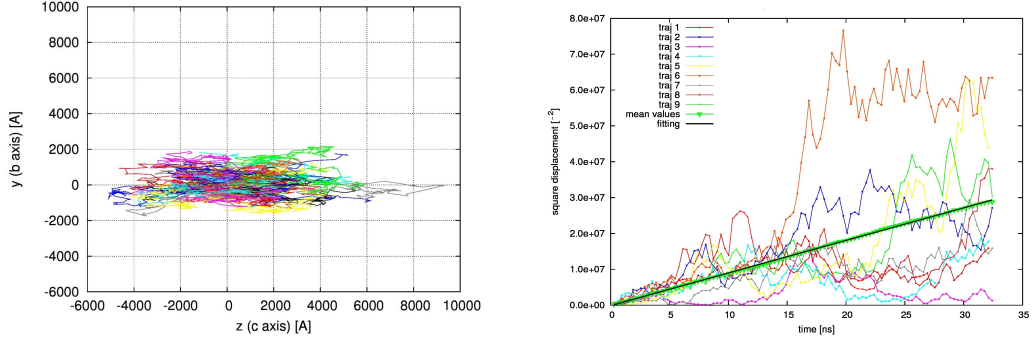 10000
8000
6000
4000
2000
0
-2000
-4000
-6000
-6000 -4000 -2000 0 2000 4000 6000 8000 10000
y (b axis) [A]
z (c axis) [A]
8.0e+07
7.0e+07
6.0e+07
5.0e+07
4.0e+07
3.0e+07
2.0e+07
1.0e+07
0.0e+00
0 5 10 15 20 25 30 35
square displacement [-2]
time [ns]
traj 1
traj 2
traj 3
traj 4
traj 5
traj 6
traj 7
traj 8
traj 9
mean values
fitting